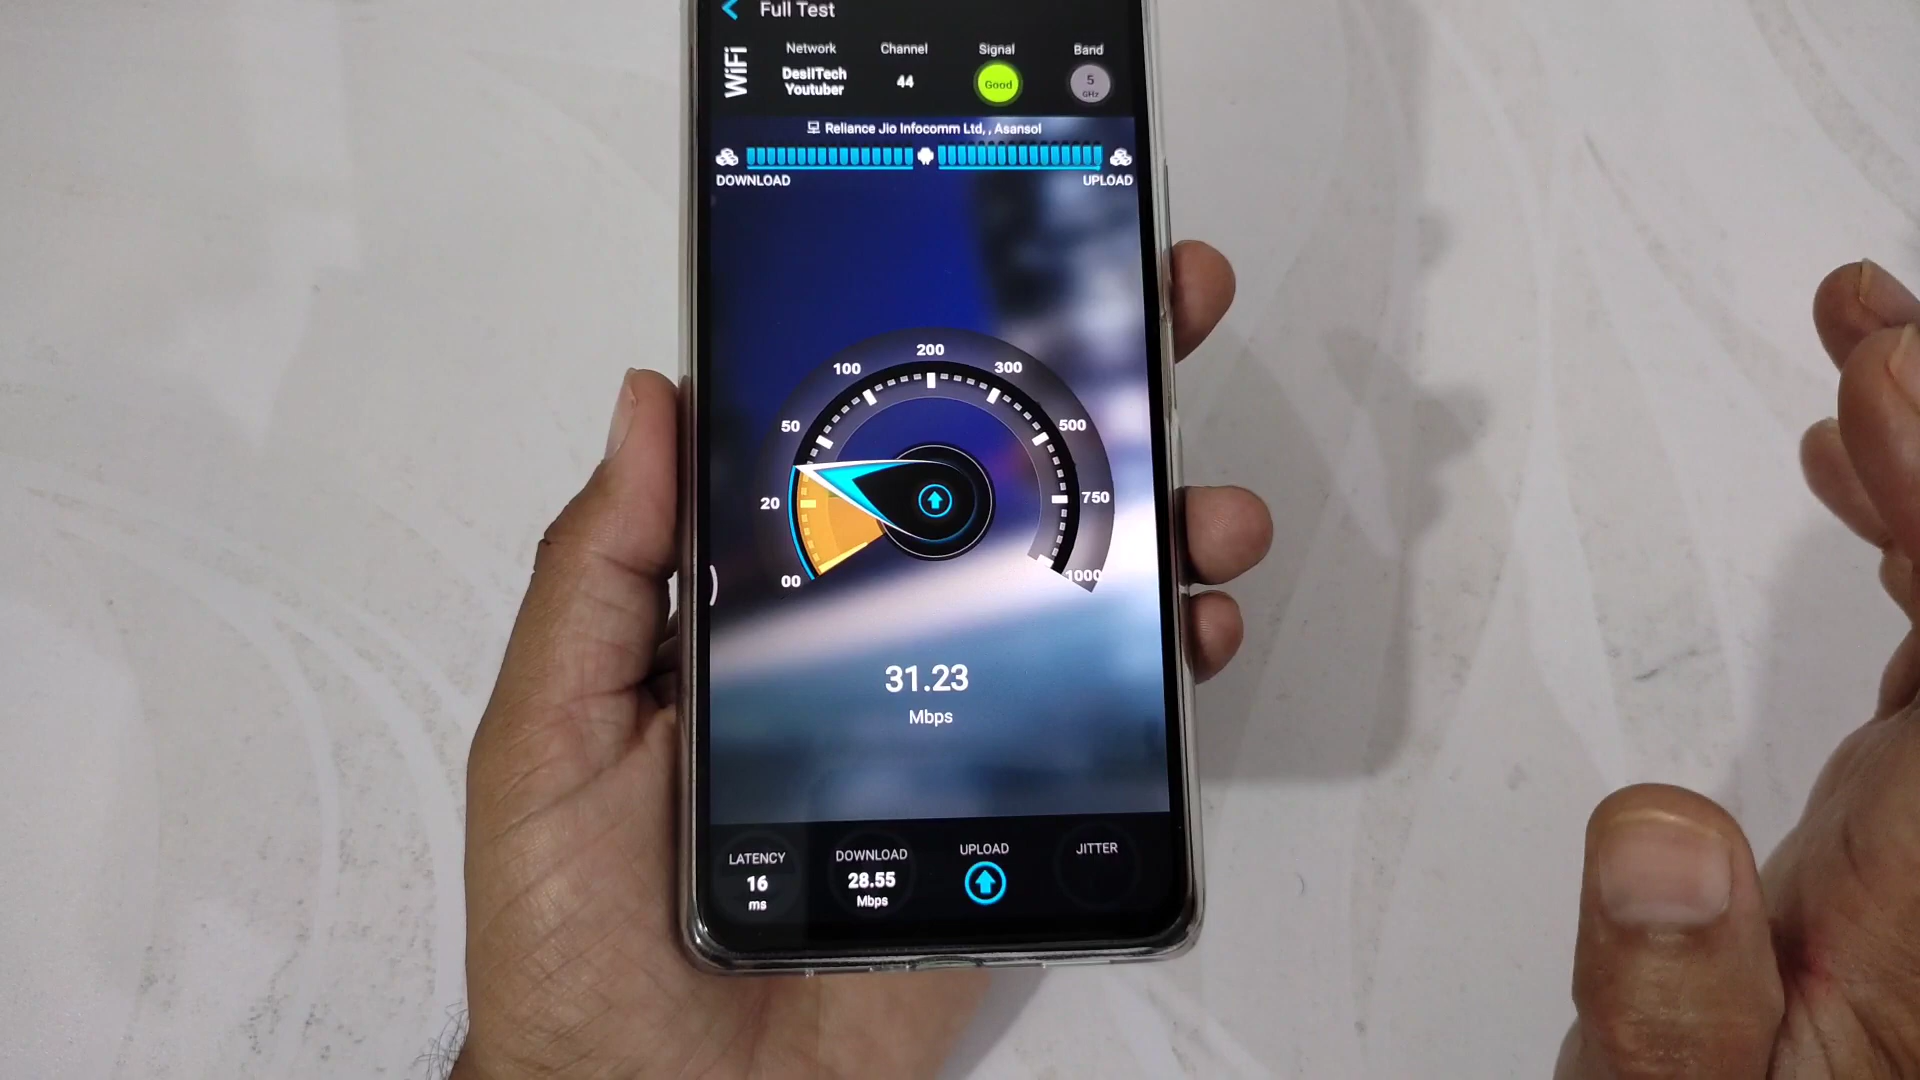 Full Test
WiFi
Network
Channel
Signal
Band
DesiITech
Youtuber
44
Good
5
GHz
Reliance Jio Infocomm Ltd, , Asansol
DOWNLOAD
UPLOAD
00
20
50
100
200
300
500
750
1000
31.23
Mbps
LATENCY
16
ms
DOWNLOAD
28.55
Mbps
UPLOAD
JITTER